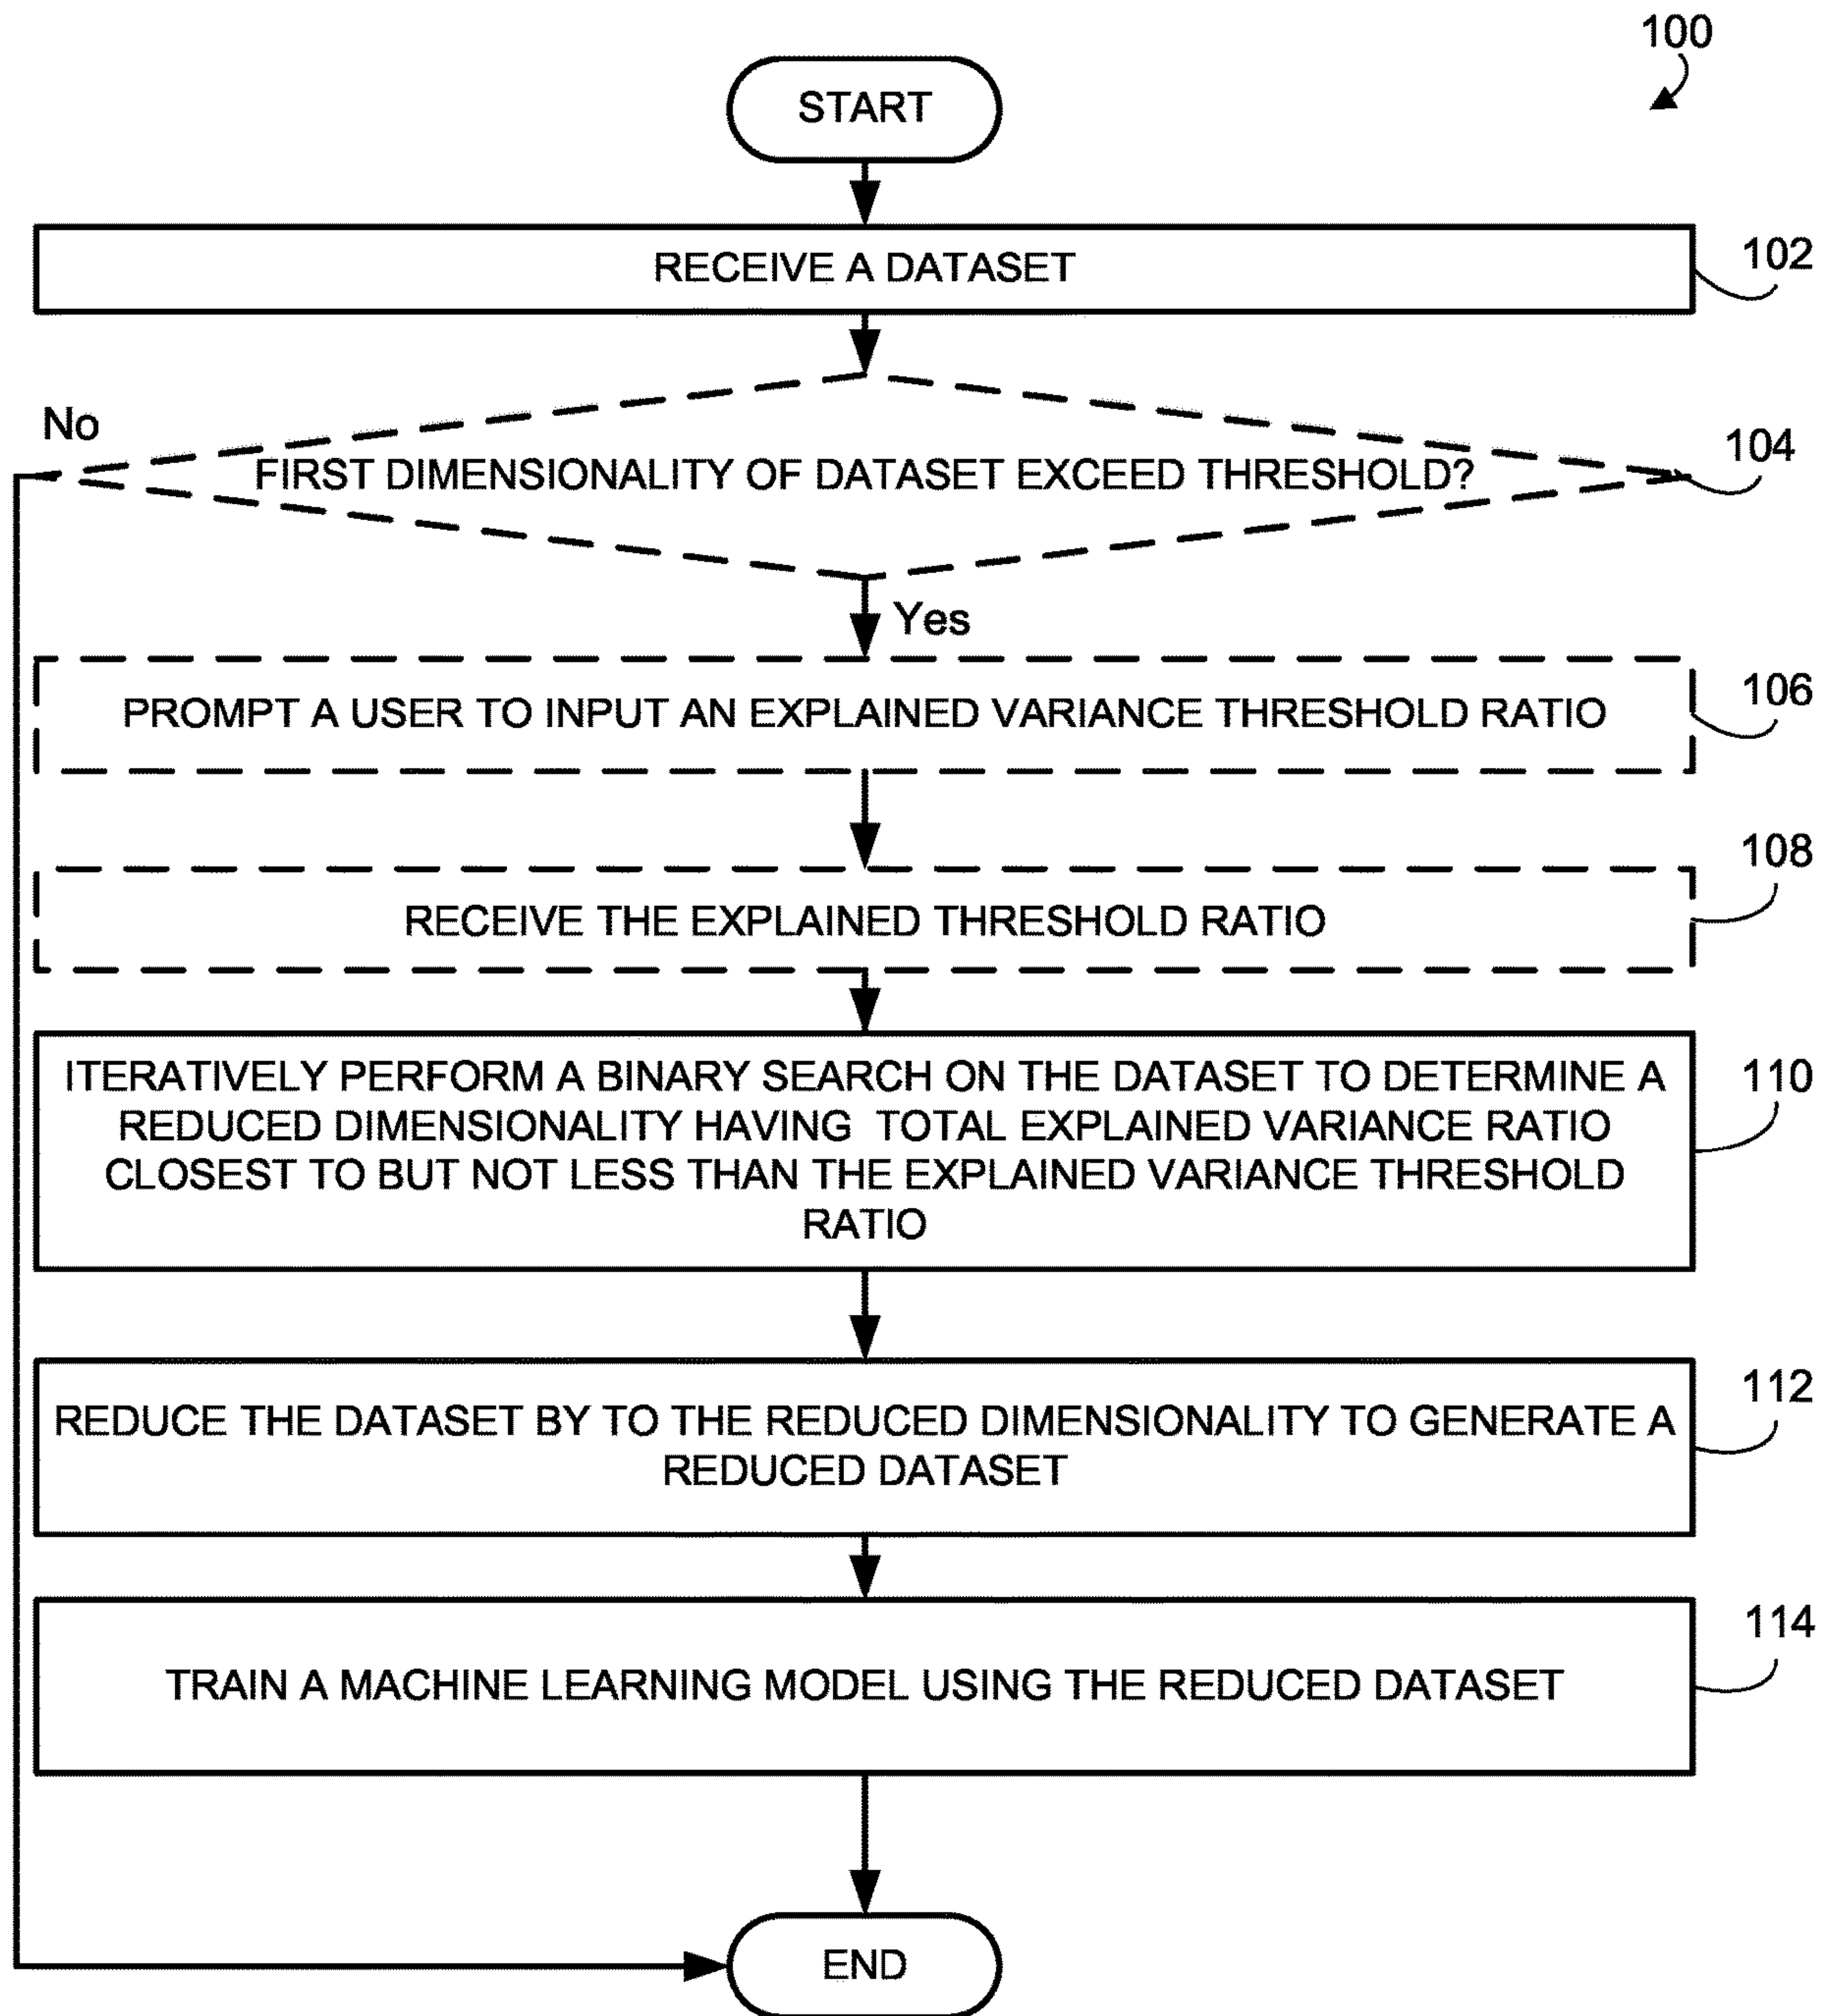 100
START
RECEIVE A DATASET
102
No
FIRST DIMENSIONALITY OF DATASET EXCEED THRESHOLD?
104
Yes
PROMPT A USER TO INPUT AN EXPLAINED VARIANCE THRESHOLD RATIO
106
RECEIVE THE EXPLAINED THRESHOLD RATIO
108
ITERATIVELY PERFORM A BINARY SEARCH ON THE DATASET TO DETERMINE A
REDUCED DIMENSIONALITY HAVING TOTAL EXPLAINED VARIANCE RATIO
CLOSEST TO BUT NOT LESS THAN THE EXPLAINED VARIANCE THRESHOLD
RATIO
110
REDUCE THE DATASET BY TO THE REDUCED DIMENSIONALITY TO GENERATE A
REDUCED DATASET
112
TRAIN A MACHINE LEARNING MODEL USING THE REDUCED DATASET
114
END